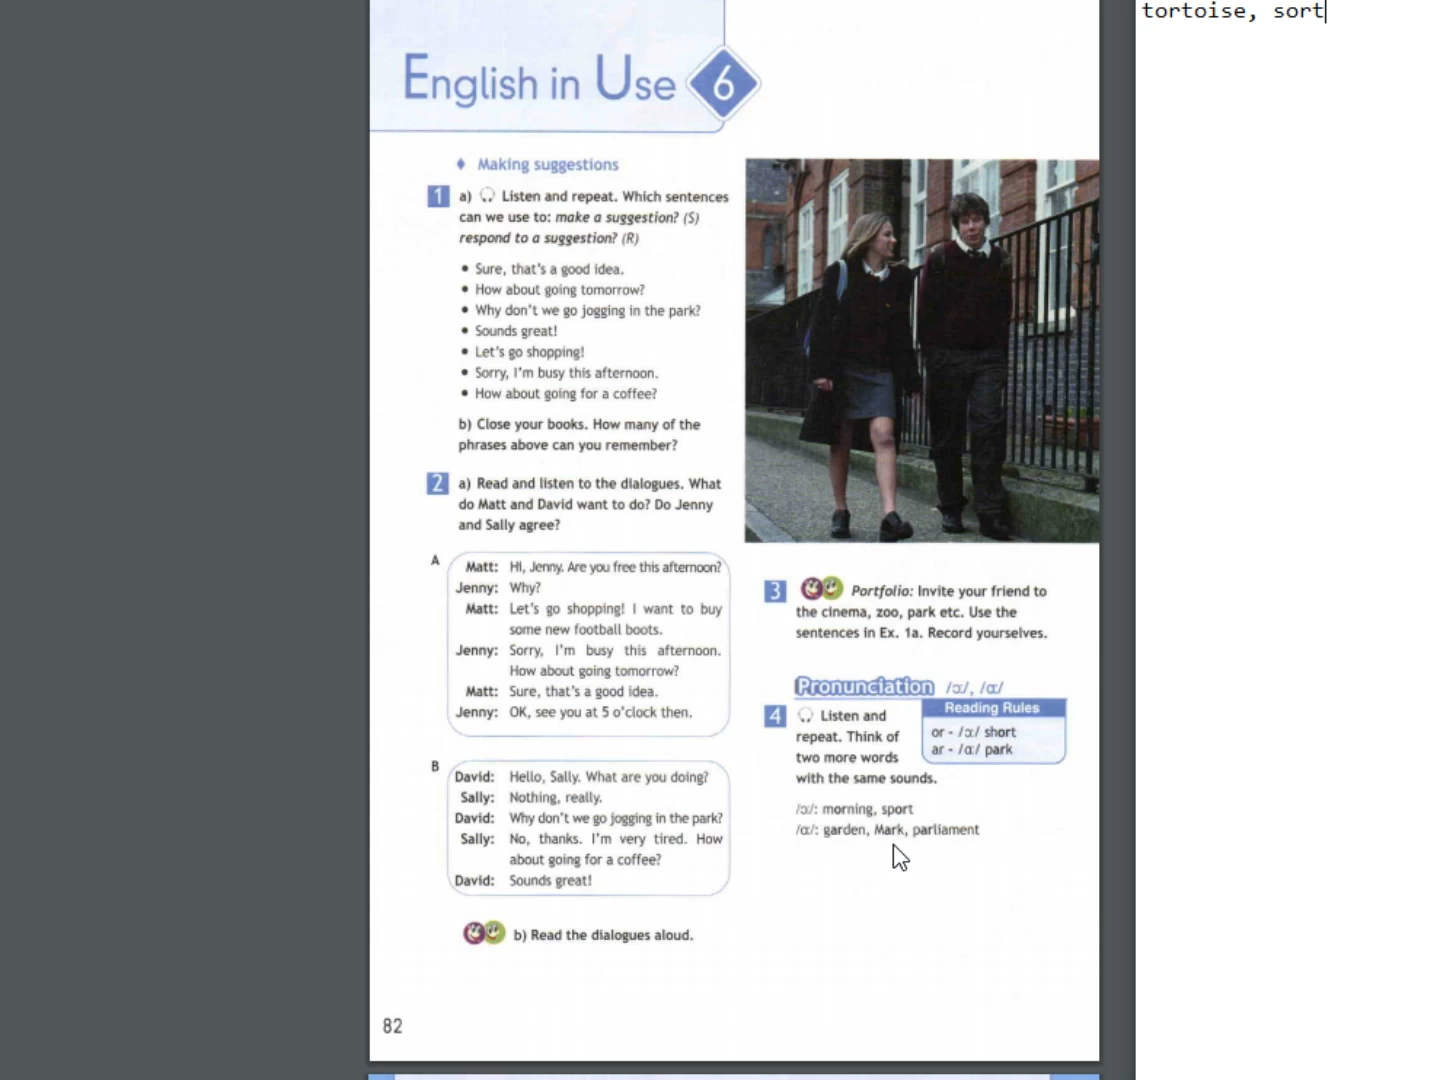 English in Use 6
♦ Making suggestions
1 a) Listen and repeat. Which sentences
can we use to: make a suggestion? (S)
respond to a suggestion? (R)
• Sure, that's a good idea.
• How about going tomorrow?
• Why don't we go jogging in the park?
• Sounds great!
• Let's go shopping!
• Sorry, I'm busy this afternoon.
• How about going for a coffee?
b) Close your books. How many of the
phrases above can you remember?
2 a) Read and listen to the dialogues. What
do Matt and David want to do? Do Jenny
and Sally agree?
A
Matt: Hi, Jenny. Are you free this afternoon?
Jenny: Why?
Matt: Let's go shopping! I want to buy
some new football boots.
Jenny: Sorry, I'm busy this afternoon.
How about going tomorrow?
Matt: Sure, that's a good idea.
Jenny: OK, see you at 5 o'clock then.
B
David: Hello, Sally. What are you doing?
Sally: Nothing, really.
David: Why don't we go jogging in the park?
Sally: No, thanks. I'm very tired. How
about going for a coffee?
David: Sounds great!
b) Read the dialogues aloud.
82
3 Portfolio: Invite your friend to
the cinema, zoo, park etc. Use the
sentences in Ex. 1a. Record yourselves.
Pronunciation /ɔː/, /ɑː/
4 Listen and
repeat. Think of
two more words
with the same sounds.
Reading Rules
or - /ɔː/ short
ar - /ɑː/ park
/ɔː/: morning, sport
/ɑː/: garden, Mark, parliament
tortoise, sort